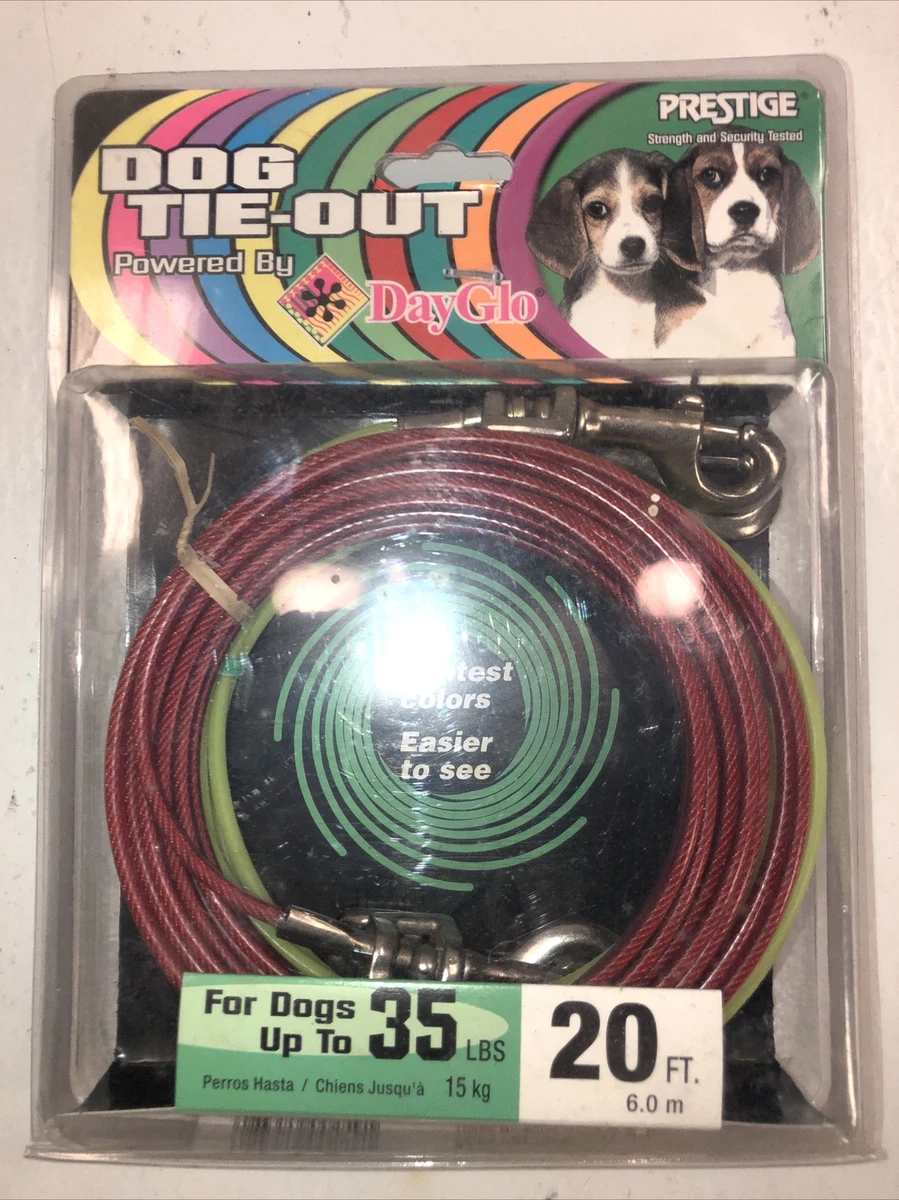 PRESTIGE®
Strength and Security Tested
DOG
TIE-OUT
Powered By
DayGlo®
colors
Easier
to see
For Dogs
Up To 35 LBS
Perros Hasta / Chiens Jusqu'à 15 kg
20 FT.
6.0 m